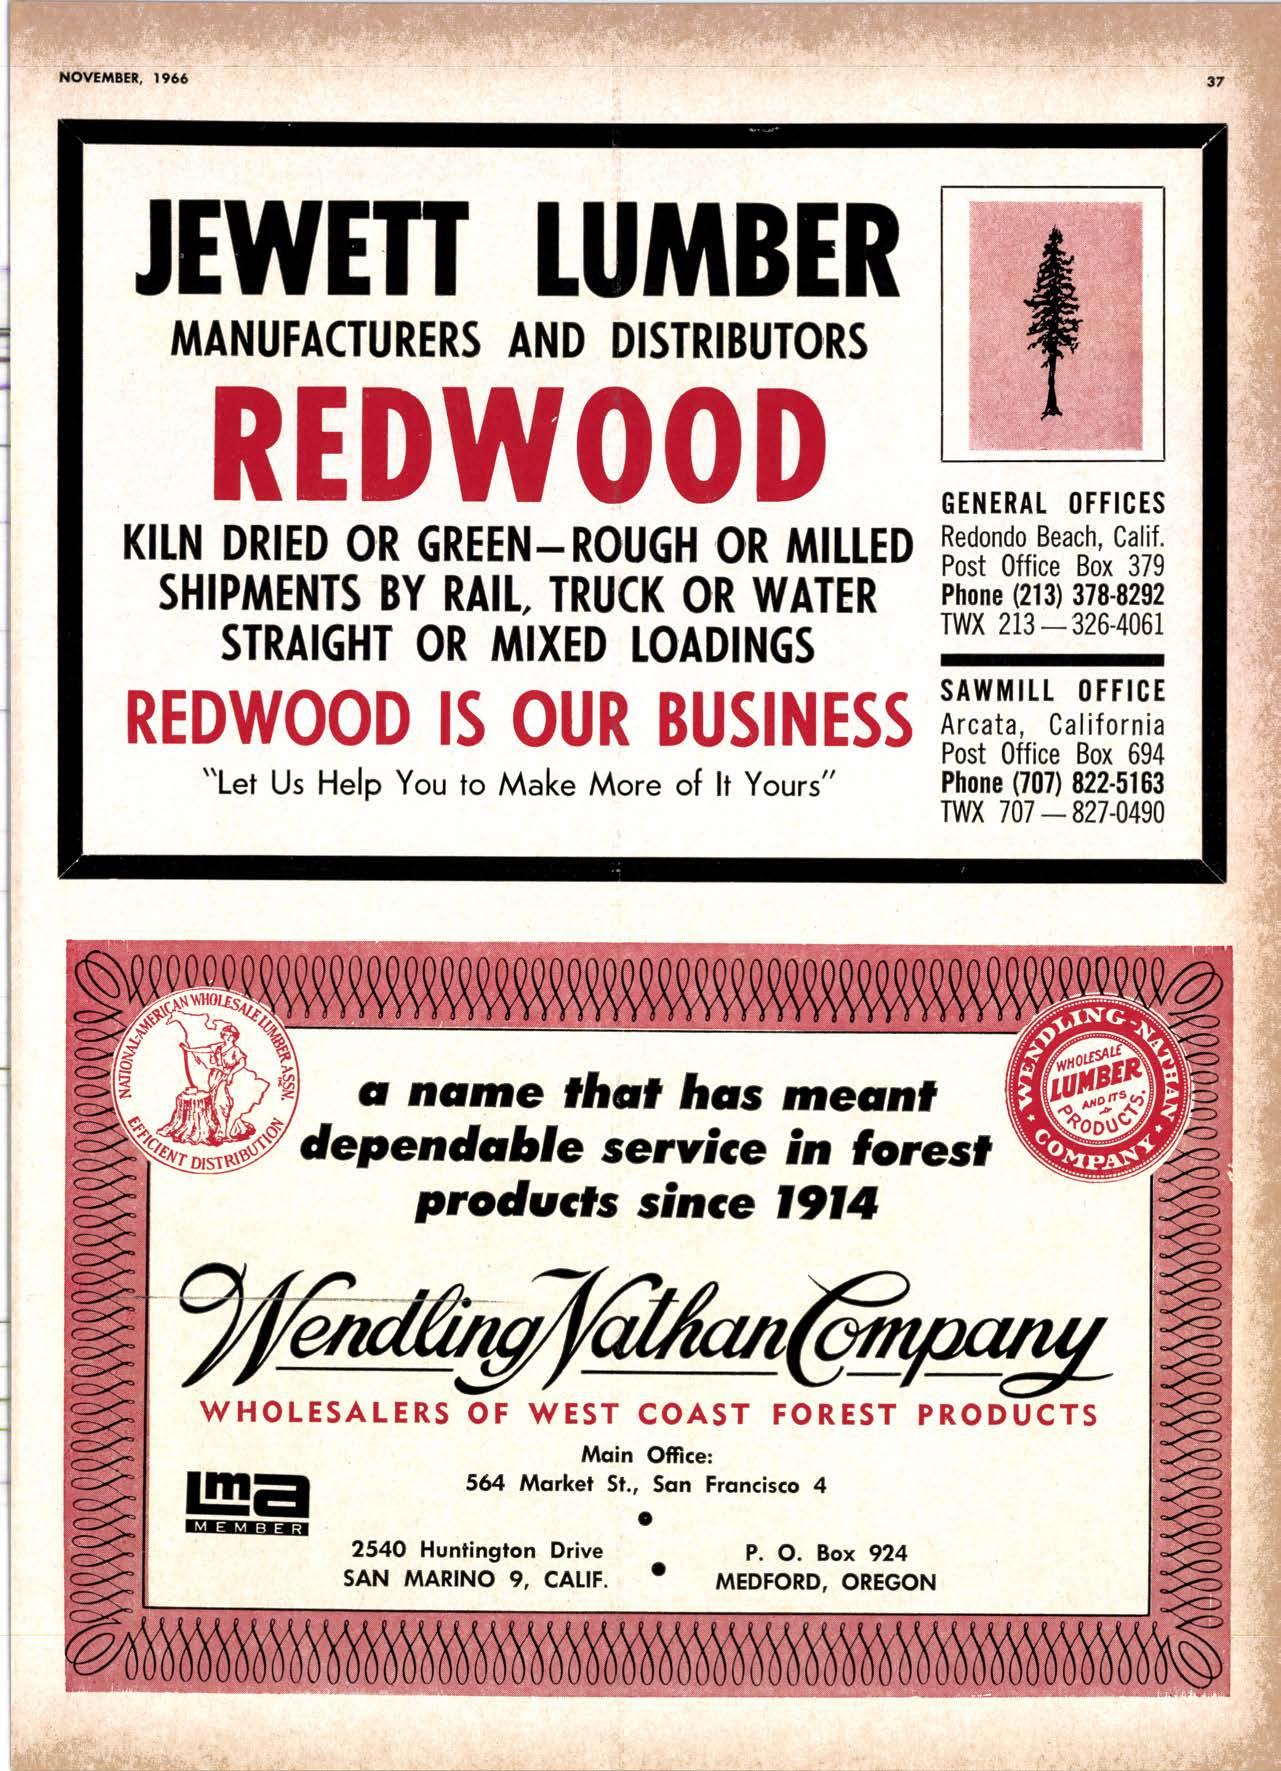 NOVEMBER, 1966
37
JEWETT LUMBER
MANUFACTURERS AND DISTRIBUTORS
REDWOOD
KILN DRIED OR GREEN—ROUGH OR MILLED
SHIPMENTS BY RAIL, TRUCK OR WATER
STRAIGHT OR MIXED LOADINGS
REDWOOD IS OUR BUSINESS
"Let Us Help You to Make More of It Yours"
GENERAL OFFICES
Redondo Beach, Calif.
Post Office Box 379
Phone (213) 378-8292
TWX 213 — 326-4061
SAWMILL OFFICE
Arcata, California
Post Office Box 694
Phone (707) 822-5163
TWX 707 — 827-0490
NATIONAL-AMERICAN WHOLESALE LUMBER ASSN. INC.
EFFICIENT DISTRIBUTION
WENDLING-NATHAN
COMPANY
WHOLESALE
LUMBER
AND ITS
PRODUCTS.
a name that has meant
dependable service in forest
products since 1914
Wendling Nathan Company
WHOLESALERS OF WEST COAST FOREST PRODUCTS
Main Office:
564 Market St., San Francisco 4
lma
MEMBER
2540 Huntington Drive
SAN MARINO 9, CALIF.
P. O. Box 924
MEDFORD, OREGON